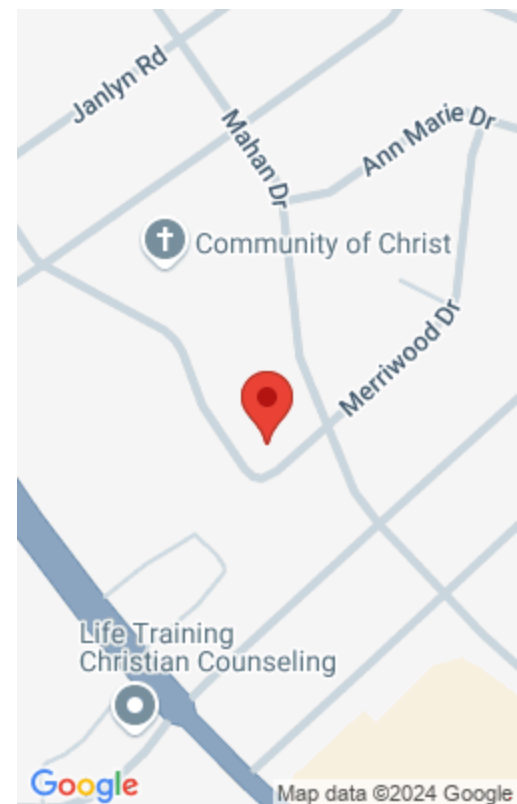 Janlyn Rd
Mahan Dr
Ann Marie Dr
Community of Christ
Merriwood Dr
Life Training
Christian Counseling
Google
Map data ©2024 Google